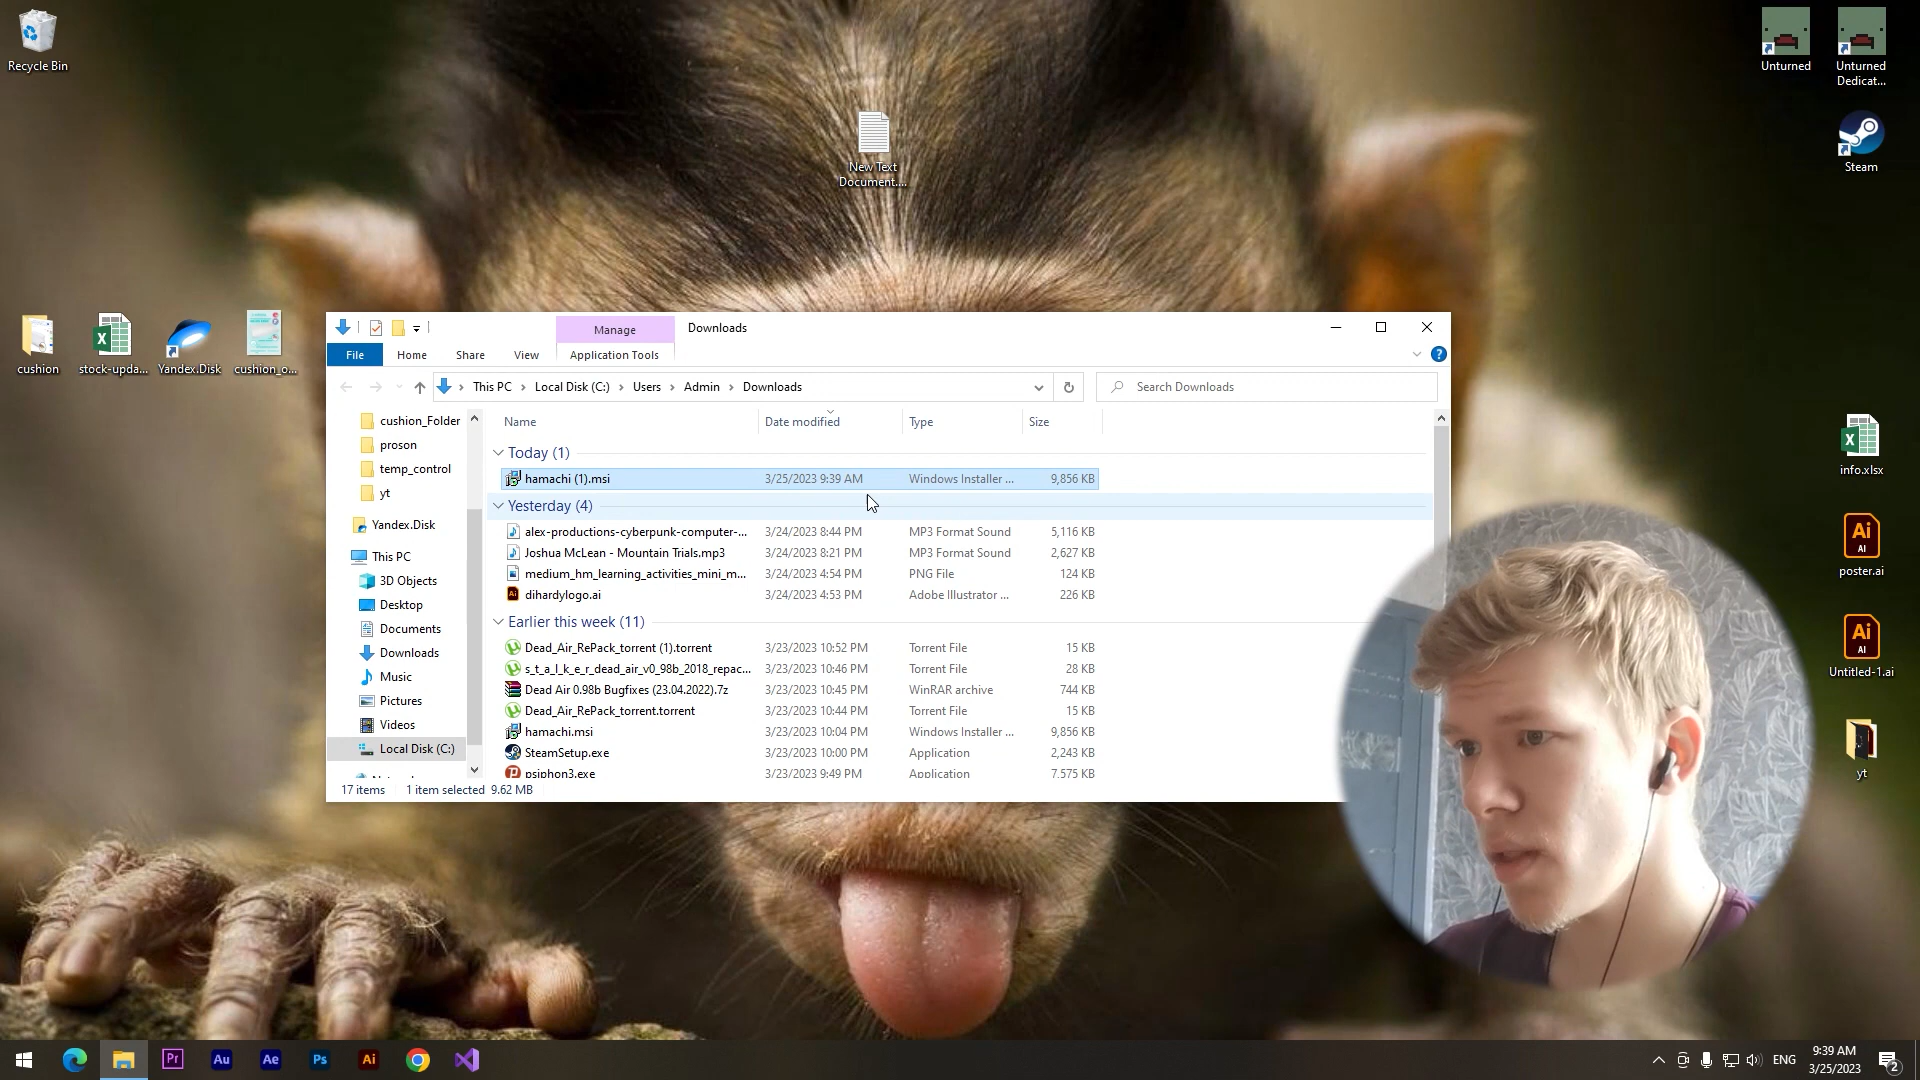 Recycle Bin
Unturned
Unturned
Dedicat...
New Text
Document....
Steam
cushion
stock-upda...
Yandex.Disk
cushion_o...
Manage
Downloads
File
Home
Share
View
Application Tools
This PC
Local Disk (C:)
Users
Admin
Downloads
Search Downloads
cushion_Folder
proson
temp_control
yt
Yandex.Disk
This PC
3D Objects
Desktop
Documents
Downloads
Music
Pictures
Videos
Local Disk (C:)
Name Date modified Type Size
Today (1)
hamachi (1).msi 3/25/2023 9:39 AM Windows Installer ... 9,856 KB
Yesterday (4)
alex-productions-cyberpunk-computer-... 3/24/2023 8:44 PM MP3 Format Sound 5,116 KB
Joshua McLean - Mountain Trials.mp3 3/24/2023 8:21 PM MP3 Format Sound 2,627 KB
medium_hm_learning_activities_mini_m... 3/24/2023 4:54 PM PNG File 124 KB
dihardylogo.ai 3/24/2023 4:53 PM Adobe Illustrator ... 226 KB
Earlier this week (11)
Dead_Air_RePack_torrent (1).torrent 3/23/2023 10:52 PM Torrent File 15 KB
s_t_a_l_k_e_r_dead_air_v0_98b_2018_repac... 3/23/2023 10:46 PM Torrent File 28 KB
Dead Air 0.98b Bugfixes (23.04.2022).7z 3/23/2023 10:45 PM WinRAR archive 744 KB
Dead_Air_RePack_torrent.torrent 3/23/2023 10:44 PM Torrent File 15 KB
hamachi.msi 3/23/2023 10:04 PM Windows Installer ... 9,856 KB
SteamSetup.exe 3/23/2023 10:00 PM Application 2,243 KB
psiphon3.exe 3/23/2023 9:49 PM Application 7,575 KB
17 items 1 item selected 9.62 MB
info.xlsx
Ai
AI
poster.ai
Ai
AI
Untitled-1.ai
yt
Pr
Au
Ae
Ps
Ai
ENG
9:39 AM
3/25/2023
2